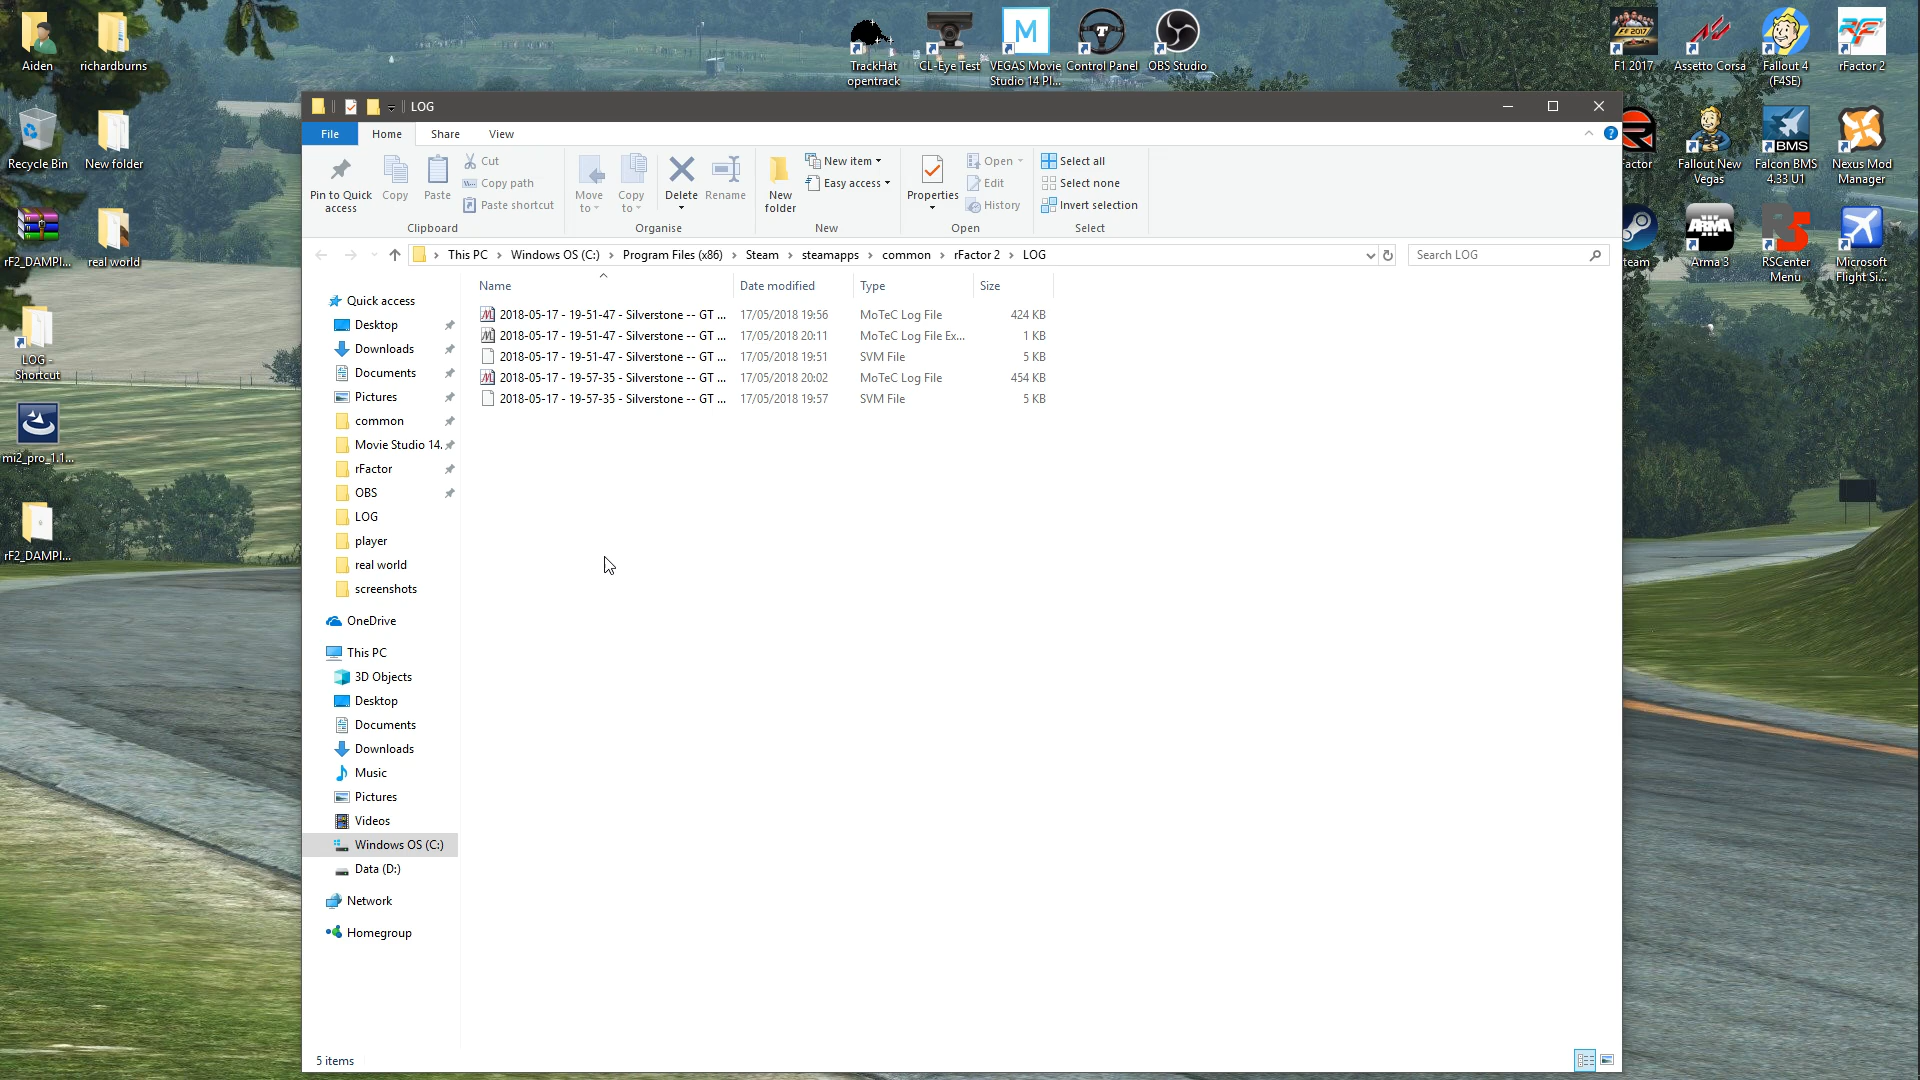 Aiden
richardburns
TrackHat opentrack
CL-Eye Test
VEGAS Movie Studio 14 Pl...
Control Panel
OBS Studio
F1 2017
Assetto Corsa
Fallout 4 (F4SE)
rFactor 2
LOG
File
Home
Share
View
Recycle Bin
New folder
Fallout New Vegas
Falcon BMS 4.33 U1
Nexus Mod Manager
Pin to Quick access
Copy
Paste
Cut
Copy path
Paste shortcut
Clipboard
Move to
Copy to
Delete
Rename
Organise
New folder
New item
Easy access
New
Properties
Open
Edit
History
Open
Select all
Select none
Invert selection
Select
rF2_DAMPI...
real world
Arma 3
RSCenter Menu
Microsoft Flight Si...
This PC
Windows OS (C:)
Program Files (x86)
Steam
steamapps
common
rFactor 2
LOG
Search LOG
Name
Date modified
Type
Size
2018-05-17 - 19-51-47 - Silverstone -- GT ... 17/05/2018 19:56 MoTeC Log File 424 KB
2018-05-17 - 19-51-47 - Silverstone -- GT ... 17/05/2018 20:11 MoTeC Log File Ex... 1 KB
2018-05-17 - 19-51-47 - Silverstone -- GT ... 17/05/2018 19:51 SVM File 5 KB
2018-05-17 - 19-57-35 - Silverstone -- GT ... 17/05/2018 20:02 MoTeC Log File 454 KB
2018-05-17 - 19-57-35 - Silverstone -- GT ... 17/05/2018 19:57 SVM File 5 KB
Quick access
Desktop
Downloads
Documents
Pictures
common
Movie Studio 14.
rFactor
OBS
LOG
player
real world
screenshots
OneDrive
This PC
3D Objects
Desktop
Documents
Downloads
Music
Pictures
Videos
Windows OS (C:)
Data (D:)
Network
Homegroup
LOG - Shortcut
mi2_pro_1.1...
rF2_DAMPI...
5 items